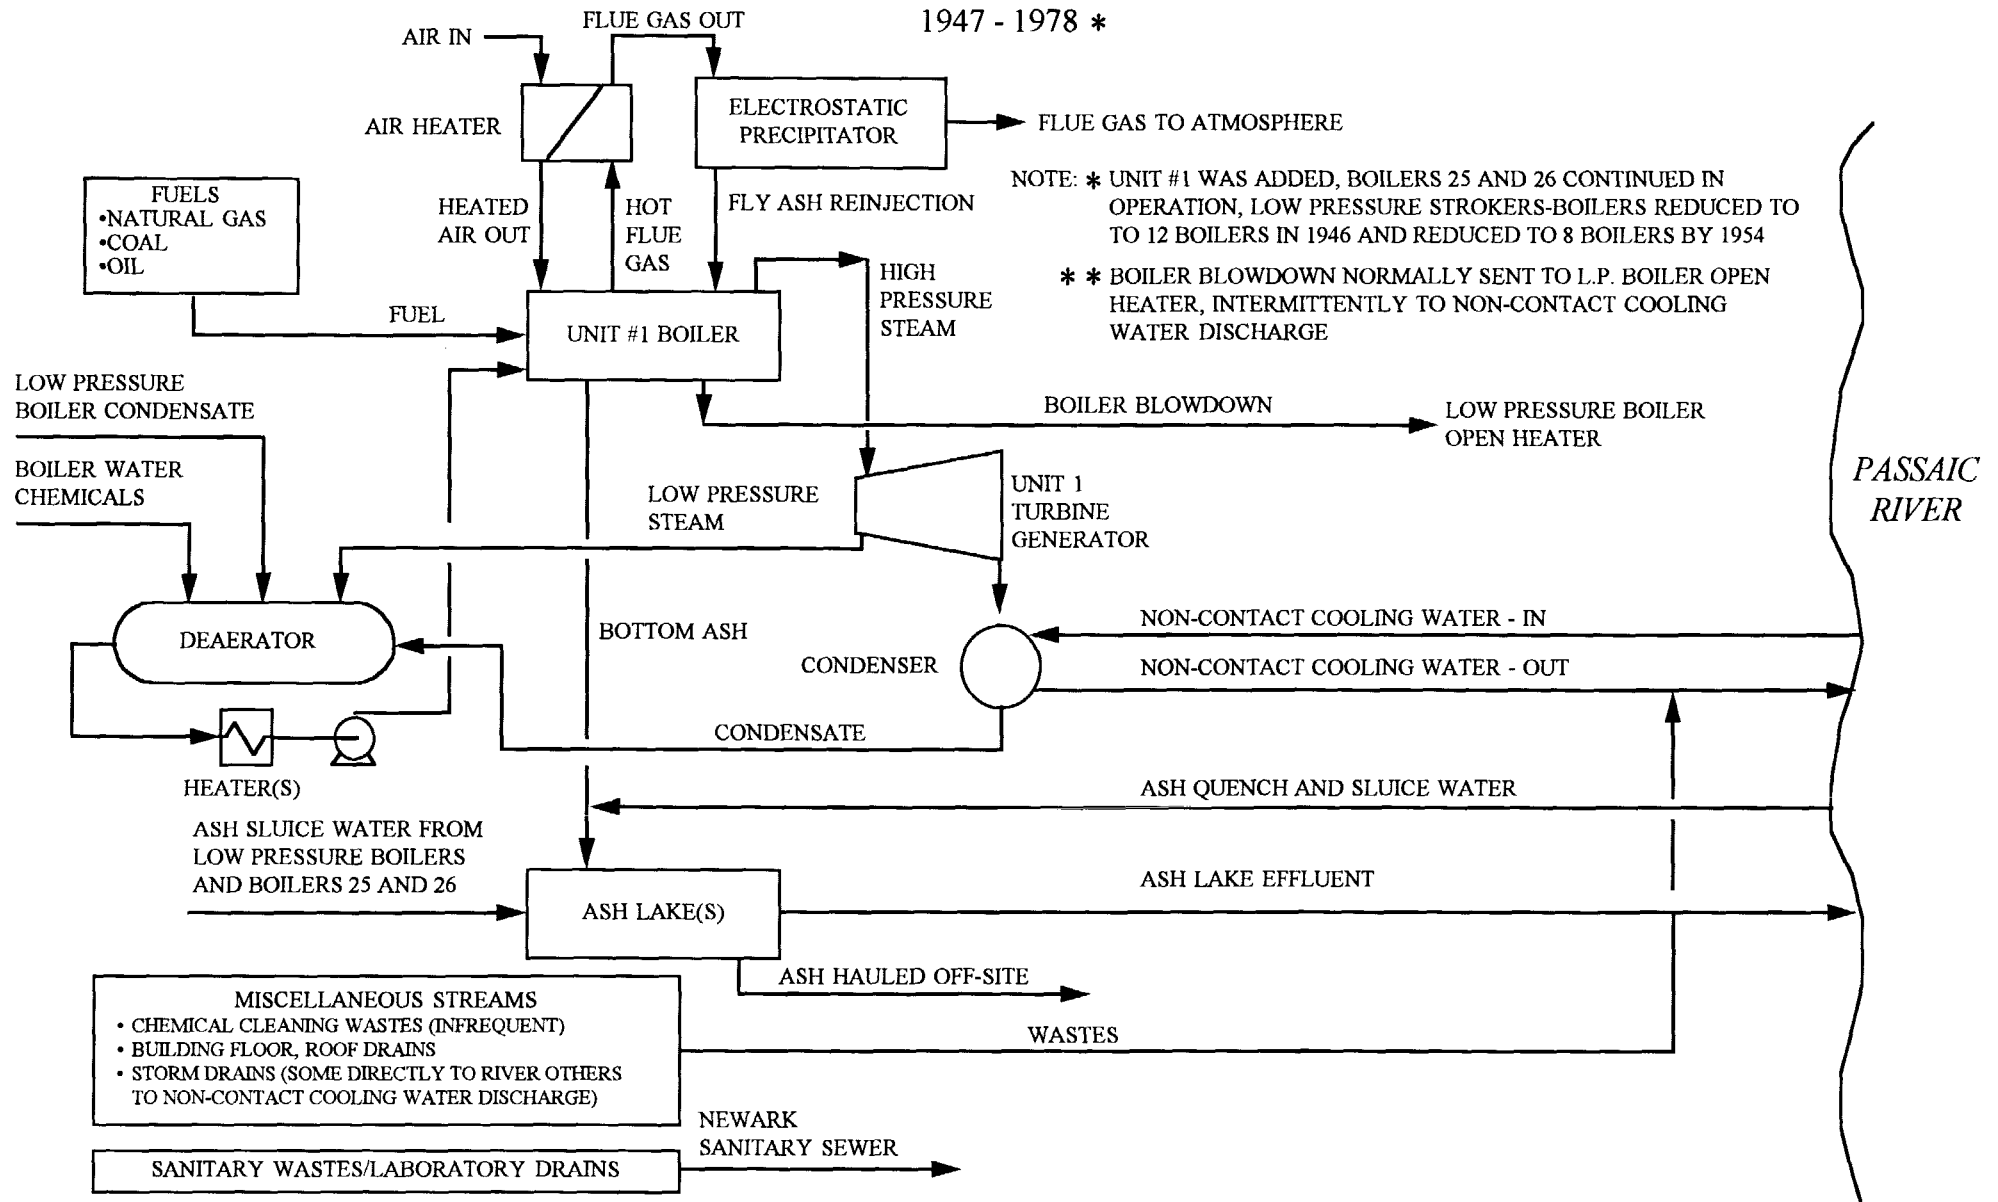 1947 - 1978 *
FLUE GAS OUT
AIR IN
AIR HEATER
ELECTROSTATIC
PRECIPITATOR
FLUE GAS TO ATMOSPHERE
FUELS
•NATURAL GAS
•COAL
•OIL
HEATED
AIR OUT
HOT
FLUE
GAS
FLY ASH REINJECTION
NOTE: * UNIT #1 WAS ADDED, BOILERS 25 AND 26 CONTINUED IN
OPERATION, LOW PRESSURE STROKERS-BOILERS REDUCED TO
TO 12 BOILERS IN 1946 AND REDUCED TO 8 BOILERS BY 1954
* * BOILER BLOWDOWN NORMALLY SENT TO L.P. BOILER OPEN
HEATER, INTERMITTENTLY TO NON-CONTACT COOLING
WATER DISCHARGE
HIGH
PRESSURE
STEAM
FUEL
UNIT #1 BOILER
LOW PRESSURE
BOILER CONDENSATE
BOILER BLOWDOWN
LOW PRESSURE BOILER
OPEN HEATER
BOILER WATER
CHEMICALS
LOW PRESSURE
STEAM
UNIT 1
TURBINE
GENERATOR
PASSAIC
RIVER
DEAERATOR
BOTTOM ASH
CONDENSER
NON-CONTACT COOLING WATER - IN
NON-CONTACT COOLING WATER - OUT
CONDENSATE
HEATER(S)
ASH QUENCH AND SLUICE WATER
ASH SLUICE WATER FROM
LOW PRESSURE BOILERS
AND BOILERS 25 AND 26
ASH LAKE(S)
ASH LAKE EFFLUENT
ASH HAULED OFF-SITE
MISCELLANEOUS STREAMS
• CHEMICAL CLEANING WASTES (INFREQUENT)
• BUILDING FLOOR, ROOF DRAINS
• STORM DRAINS (SOME DIRECTLY TO RIVER OTHERS
TO NON-CONTACT COOLING WATER DISCHARGE)
WASTES
NEWARK
SANITARY SEWER
SANITARY WASTES/LABORATORY DRAINS